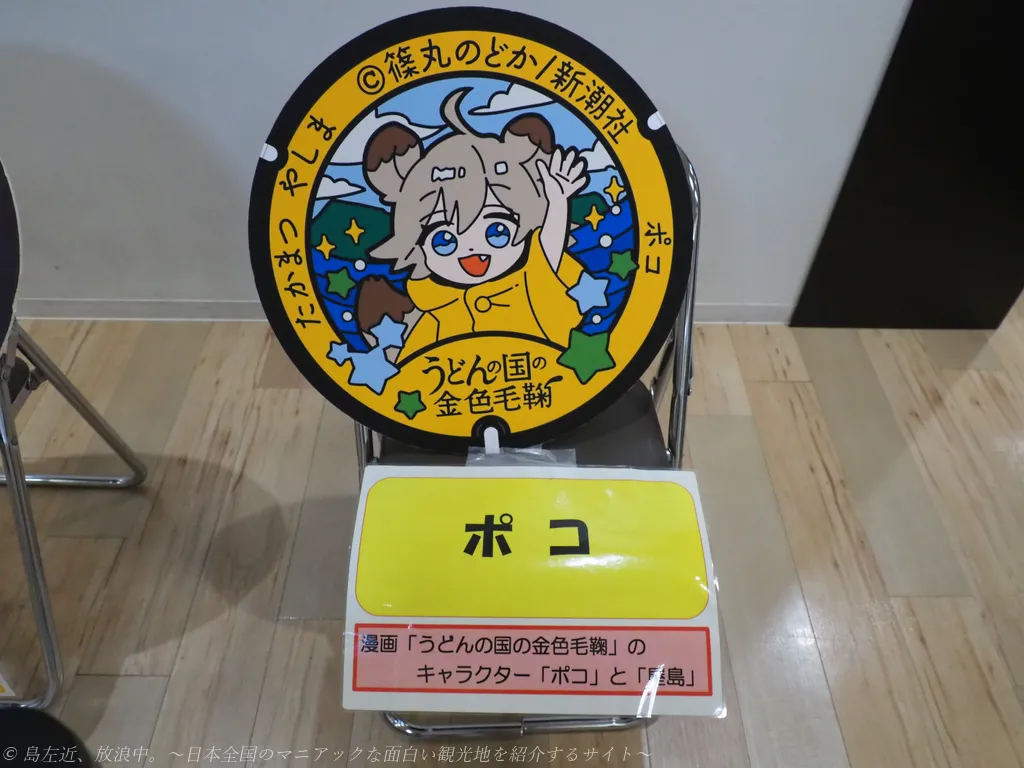 ©篠丸のどか/新潮社
たかまつ やしま
ポコ
うどんの国の
金色毛鞠
ポコ
漫画「うどんの国の金色毛鞠」の
キャラクター「ポコ」と「屋島」
© 島左近、放浪中。 ～日本全国のマニアックな面白い観光地を紹介するサイト～